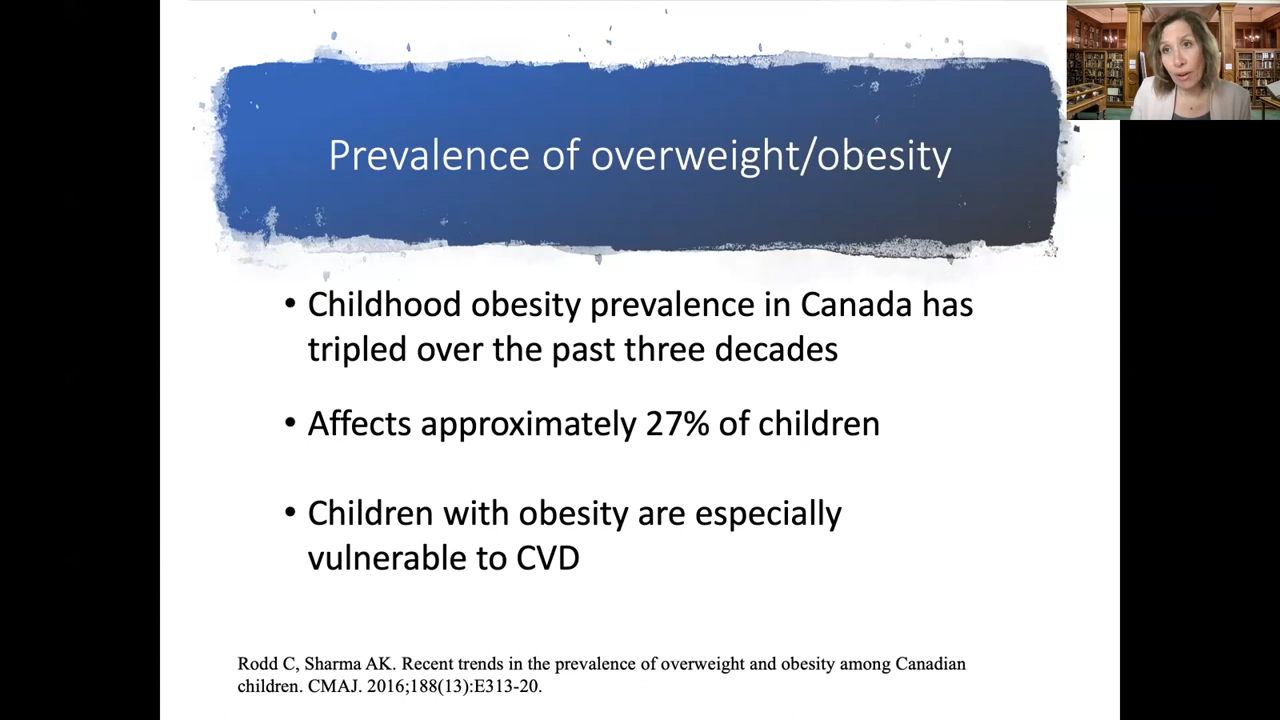 Prevalence of overweight/obesity
• Childhood obesity prevalence in Canada has
tripled over the past three decades
• Affects approximately 27% of children
• Children with obesity are especially
vulnerable to CVD
Rodd C, Sharma AK. Recent trends in the prevalence of overweight and obesity among Canadian
children. CMAJ. 2016;188(13):E313-20.